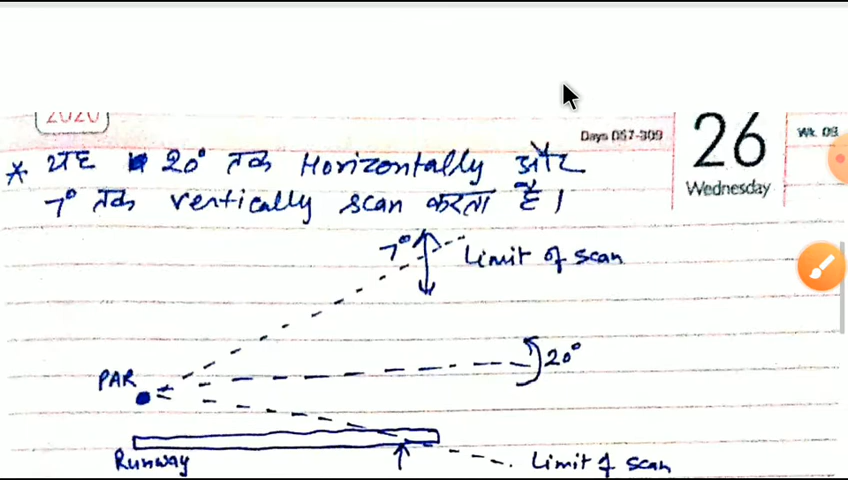 2020
Days 057-309
26
Wk 09
Wednesday
* यह 20° तक Horizontally और
7° तक vertically scan करता है।
7° Limit of scan
20°
PAR
Runway
Limit of scan